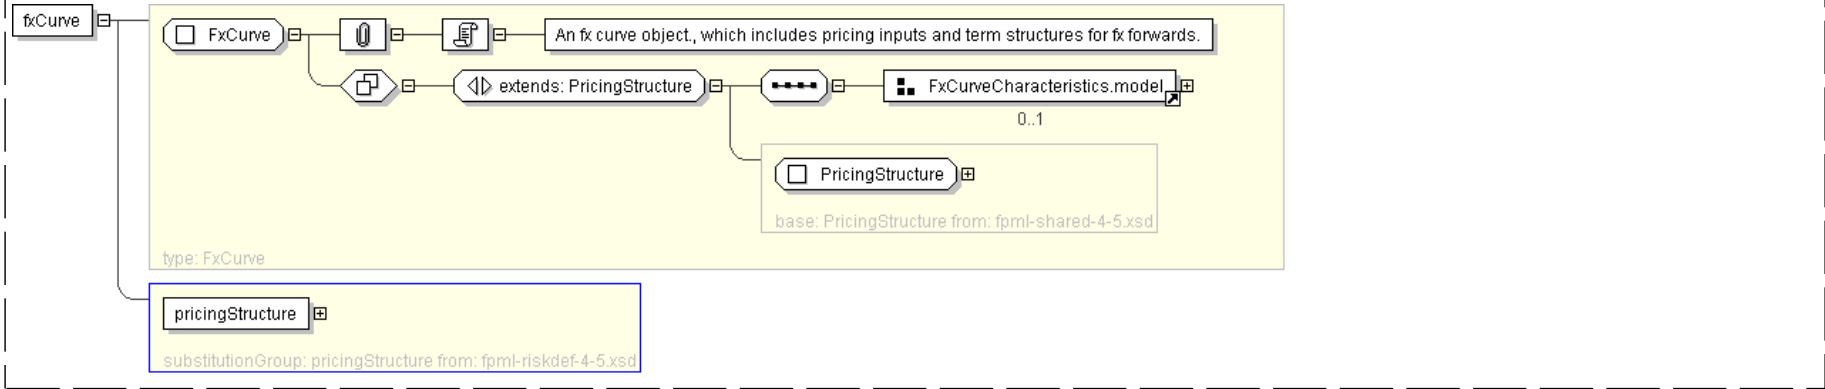 fxCurve
FxCurve
An fx curve object., which includes pricing inputs and term structures for fx forwards.
extends: PricingStructure
FxCurveCharacteristics.model
0..1
PricingStructure
base: PricingStructure from: fpml-shared-4-5.xsd
type: FxCurve
pricingStructure
substitutionGroup: pricingStructure from: fpml-riskdef-4-5.xsd